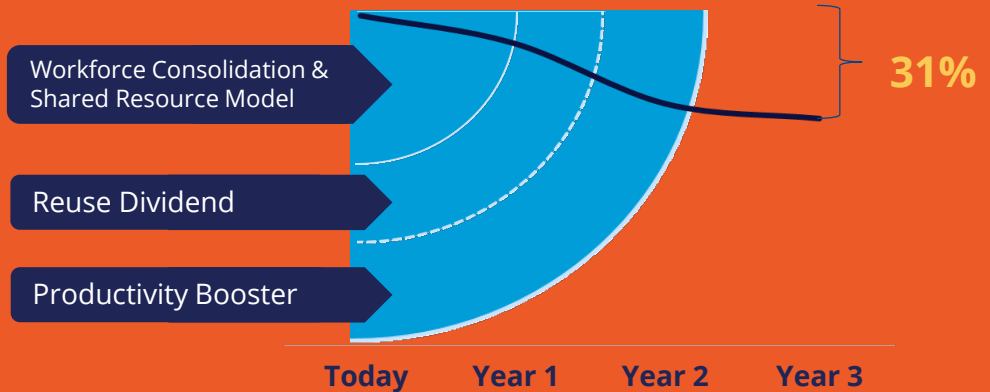 Workforce Consolidation &
Shared Resource Model
31%
Reuse Dividend
Productivity Booster
Today Year 1 Year 2 Year 3